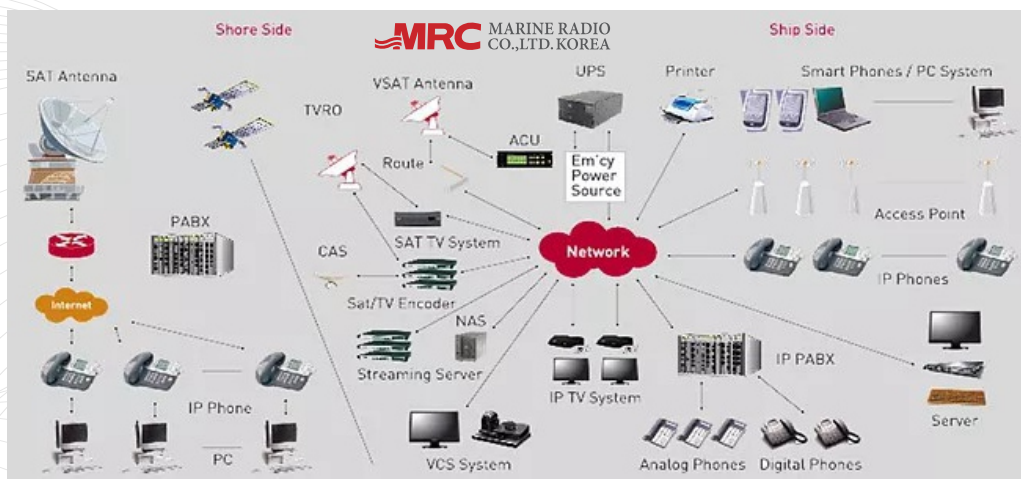 Shore Side
MRC MARINE RADIO
CO.,LTD.KOREA
Ship Side
SAT Antenna
TVRO
VSAT Antenna
UPS
Printer
Smart Phones / PC System
ACU
Route
Em'cy
Power
Source
PABX
SAT TV System
Network
Access Point
CAS
Sat/TV Encoder
IP Phones
Internet
NAS
Streaming Server
IP TV System
IP PABX
IP Phone
Server
PC
VCS System
Analog Phones
Digital Phones